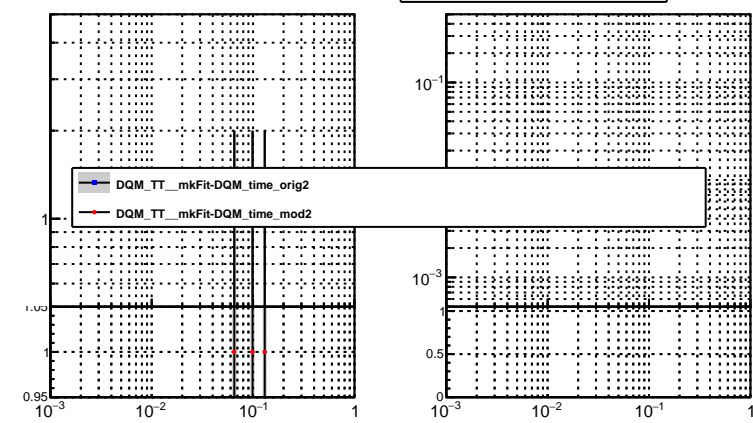 10⁻¹
DQM_TT__mkFit-DQM_time_orig2
DQM_TT__mkFit-DQM_time_mod2
1
10⁻³
1.05
1
1
0.5
0.95
0
10⁻³ 10⁻² 10⁻¹ 1
10⁻³ 10⁻² 10⁻¹ 1